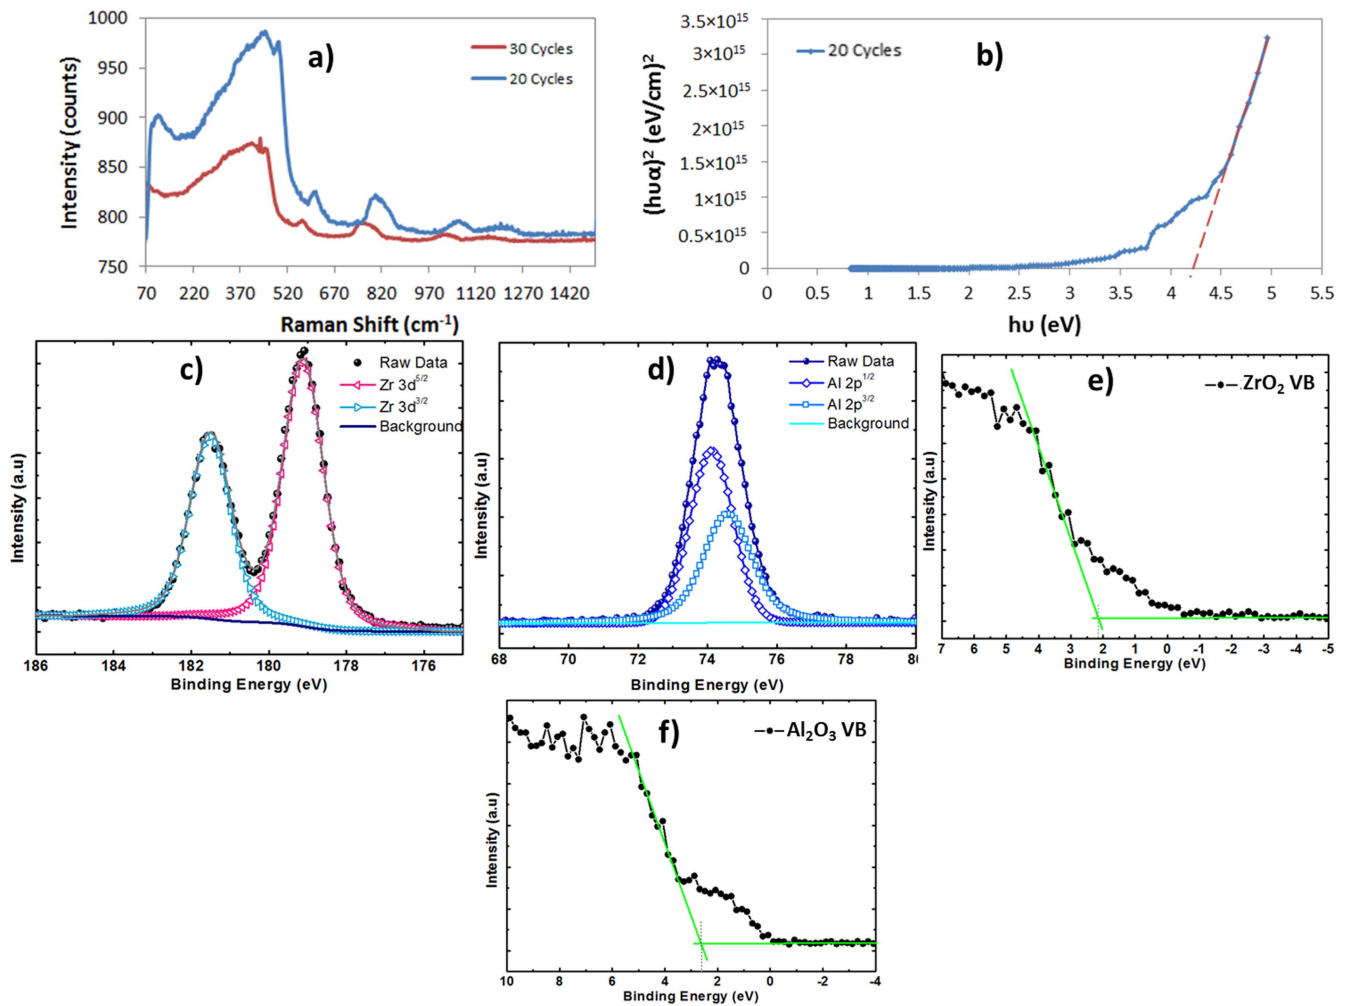 a)
1000
950
900
850
800
750
Intensity (counts)
30 Cycles
20 Cycles
70 220 370 520 670 820 970 1120 1270 1420
Raman Shift (cm⁻¹)
b)
3.5×10¹⁵
3×10¹⁵
2.5×10¹⁵
2×10¹⁵
1.5×10¹⁵
1×10¹⁵
0.5×10¹⁵
0
(hυα)² (eV/cm)²
20 Cycles
0 0.5 1 1.5 2 2.5 3 3.5 4 4.5 5 5.5
hυ (eV)
c)
Raw Data
Zr 3d⁵/²
Zr 3d³/²
Background
Intensity (a.u)
186 184 182 180 178 176
Binding Energy (eV)
d)
Raw Data
Al 2p¹/²
Al 2p³/²
Background
Intensity (a.u)
68 70 72 74 76 78 80
Binding Energy (eV)
e)
ZrO₂ VB
Intensity (a.u)
7 6 5 4 3 2 1 0 -1 -2 -3 -4 -5
Binding Energy (eV)
f)
Al₂O₃ VB
Intensity (a.u)
10 8 6 4 2 0 -2 -4
Binding Energy (eV)